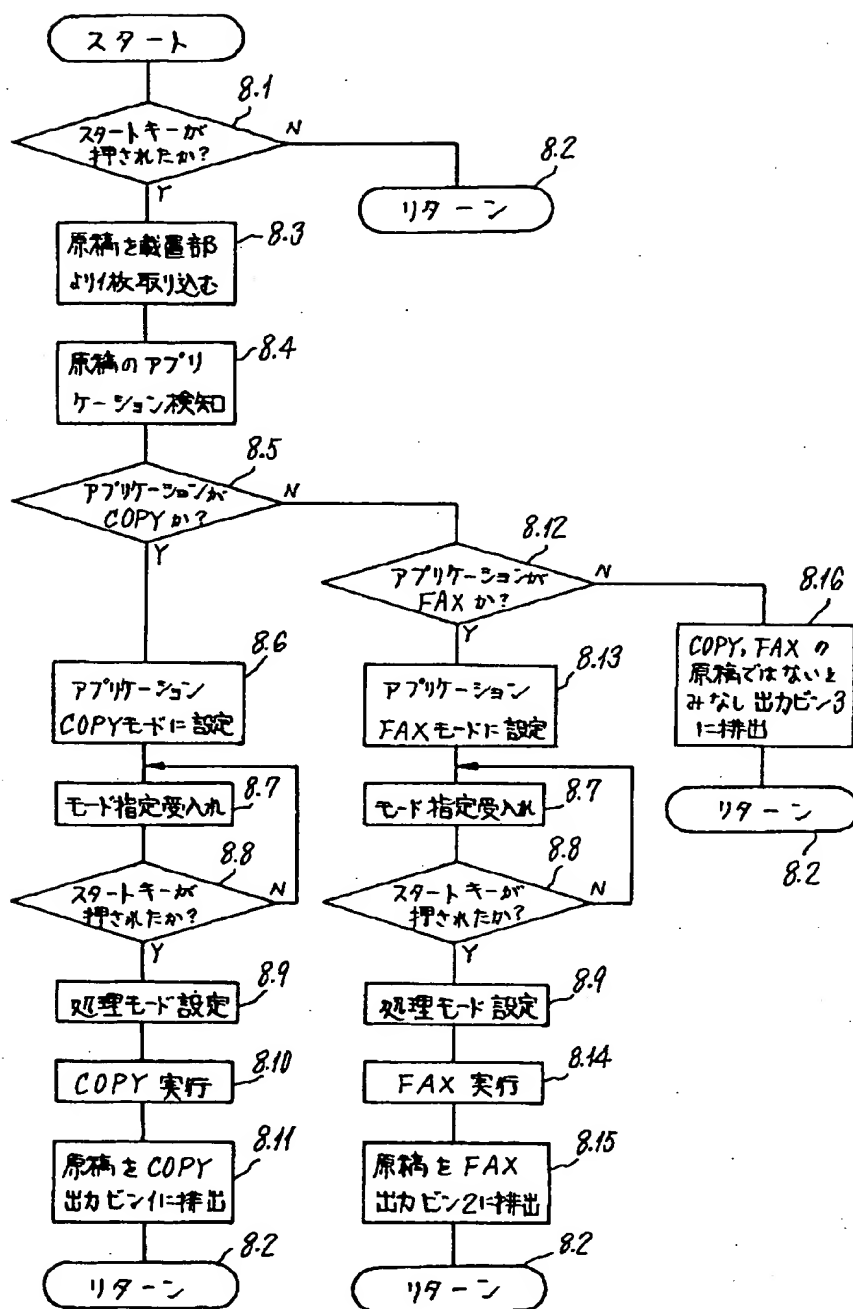 スタート
8.1
スタートキーが
押されたか?
N
Y
8.2
リターン
8.3
原稿を載置部
より1枚取り込む
8.4
原稿のアプリ
ケーション検知
8.5
アプリケーションが
COPYか?
N
Y
8.12
アプリケーションが
FAXか?
N
Y
8.16
COPY, FAXの
原稿ではないと
みなし出力ビン3
に排出
リターン
8.2
8.6
アプリケーション
COPYモードに設定
8.13
アプリケーション
FAXモードに設定
モード指定受入れ
8.7
モード指定受入れ
8.7
8.8
スタートキーが
押されたか?
N
Y
8.8
スタートキーが
押されたか?
N
Y
8.9
処理モード設定
8.9
処理モード設定
COPY 実行
8.10
FAX 実行
8.14
8.11
原稿をCOPY
出力ビン1に排出
8.15
原稿をFAX
出力ビン2に排出
8.2
リターン
8.2
リターン